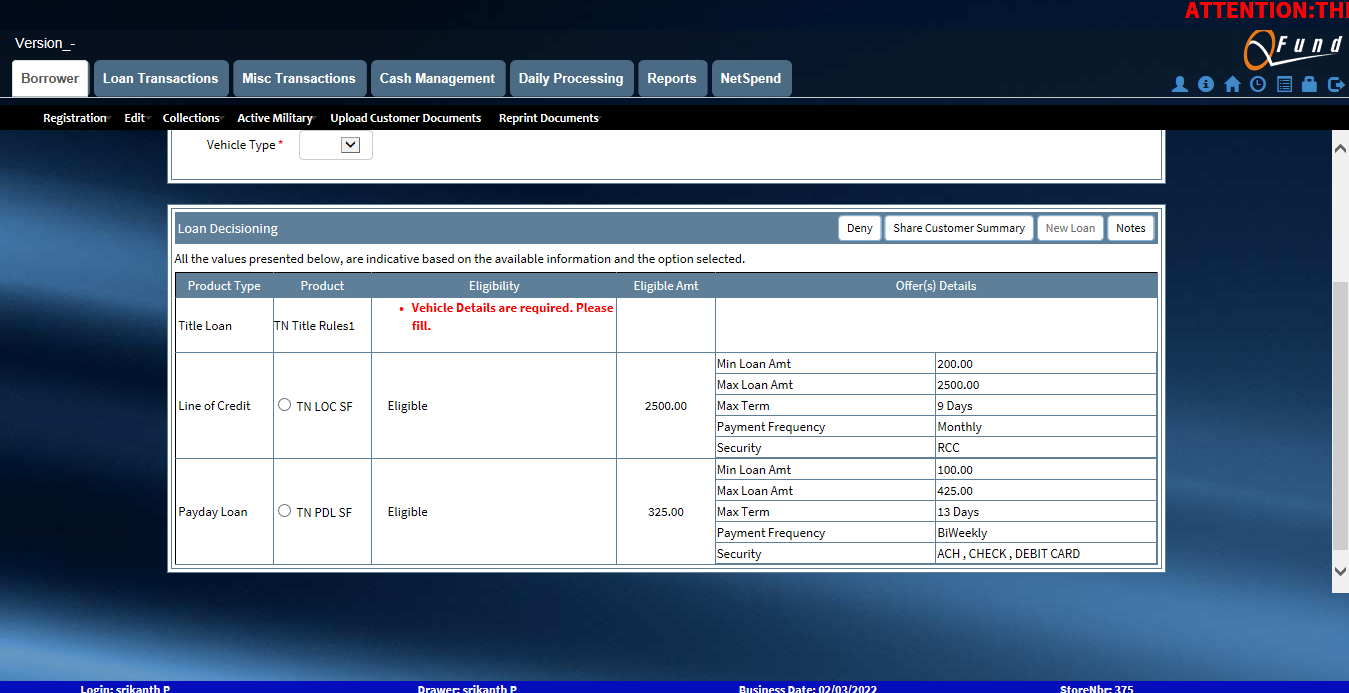 ATTENTION:THI
Version_-
Fund
Borrower Loan Transactions Misc Transactions Cash Management Daily Processing Reports NetSpend
Registration Edit Collections Active Military Upload Customer Documents Reprint Documents
Vehicle Type *
Loan Decisioning Deny Share Customer Summary New Loan Notes
All the values presented below, are indicative based on the available information and the option selected.
Product Type Product Eligibility Eligible Amt Offer(s) Details
Title Loan TN Title Rules1 • Vehicle Details are required. Please
fill.
Line of Credit TN LOC SF Eligible 2500.00
Min Loan Amt 200.00
Max Loan Amt 2500.00
Max Term 9 Days
Payment Frequency Monthly
Security RCC
Payday Loan TN PDL SF Eligible 325.00
Min Loan Amt 100.00
Max Loan Amt 425.00
Max Term 13 Days
Payment Frequency BiWeekly
Security ACH , CHECK , DEBIT CARD
Login: srikanth P Drawer: srikanth P Business Date: 02/03/2022 StoreNbr: 375